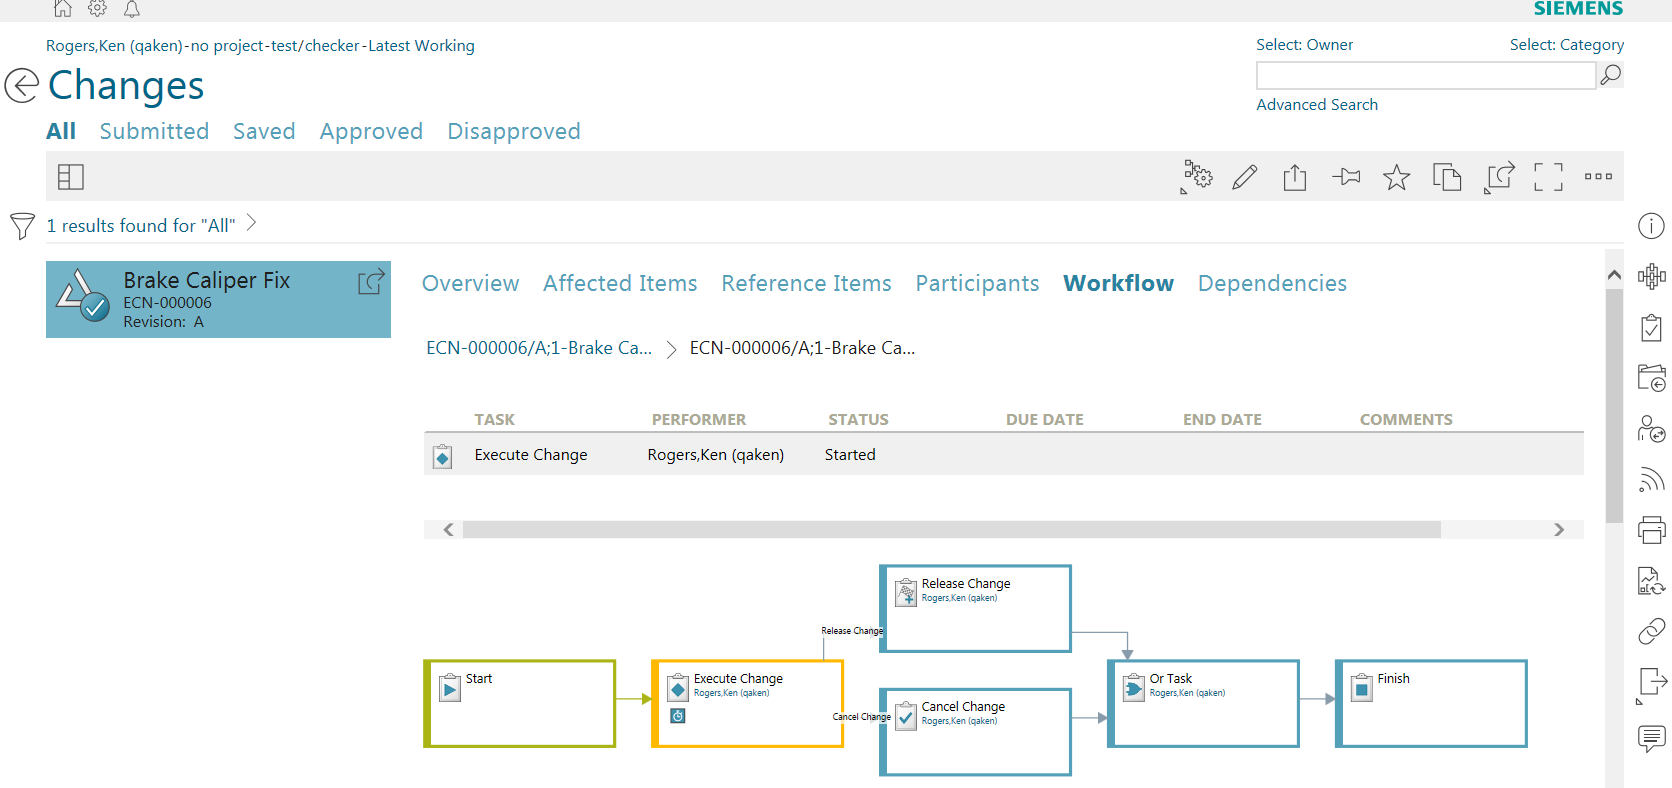 SIEMENS
Rogers,Ken (qaken)-no project-test/checker-Latest Working
Select: Owner
Select: Category
Changes
Advanced Search
All Submitted Saved Approved Disapproved
1 results found for "All"
Brake Caliper Fix
ECN-000006
Revision: A
Overview Affected Items Reference Items Participants Workflow Dependencies
ECN-000006/A;1-Brake Ca... ECN-000006/A;1-Brake Ca...
TASK PERFORMER STATUS DUE DATE END DATE COMMENTS
Execute Change Rogers,Ken (qaken) Started
Release Change
Rogers,Ken (qaken)
Release Change
Start
Execute Change
Rogers,Ken (qaken)
Cancel Change
Cancel Change
Rogers,Ken (qaken)
Or Task
Rogers,Ken (qaken)
Finish